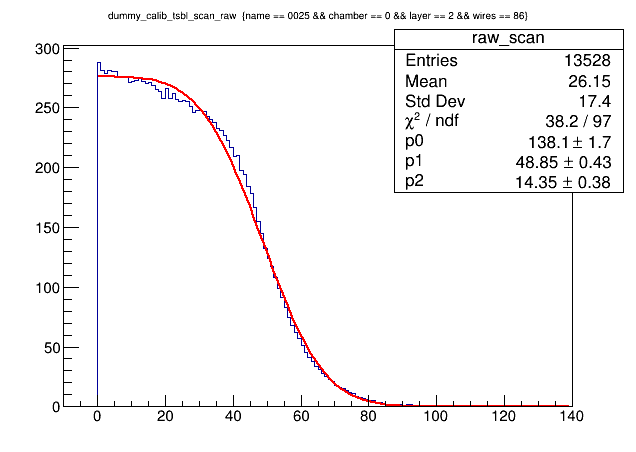 dummy_calib_tsbl_scan_raw {name == 0025 && chamber == 0 && layer == 2 && wires == 86}
raw_scan
Entries 13528
Mean 26.15
Std Dev 17.4
χ² / ndf 38.2 / 97
p0 138.1 ± 1.7
p1 48.85 ± 0.43
p2 14.35 ± 0.38
300
250
200
150
100
50
0
0 20 40 60 80 100 120 140